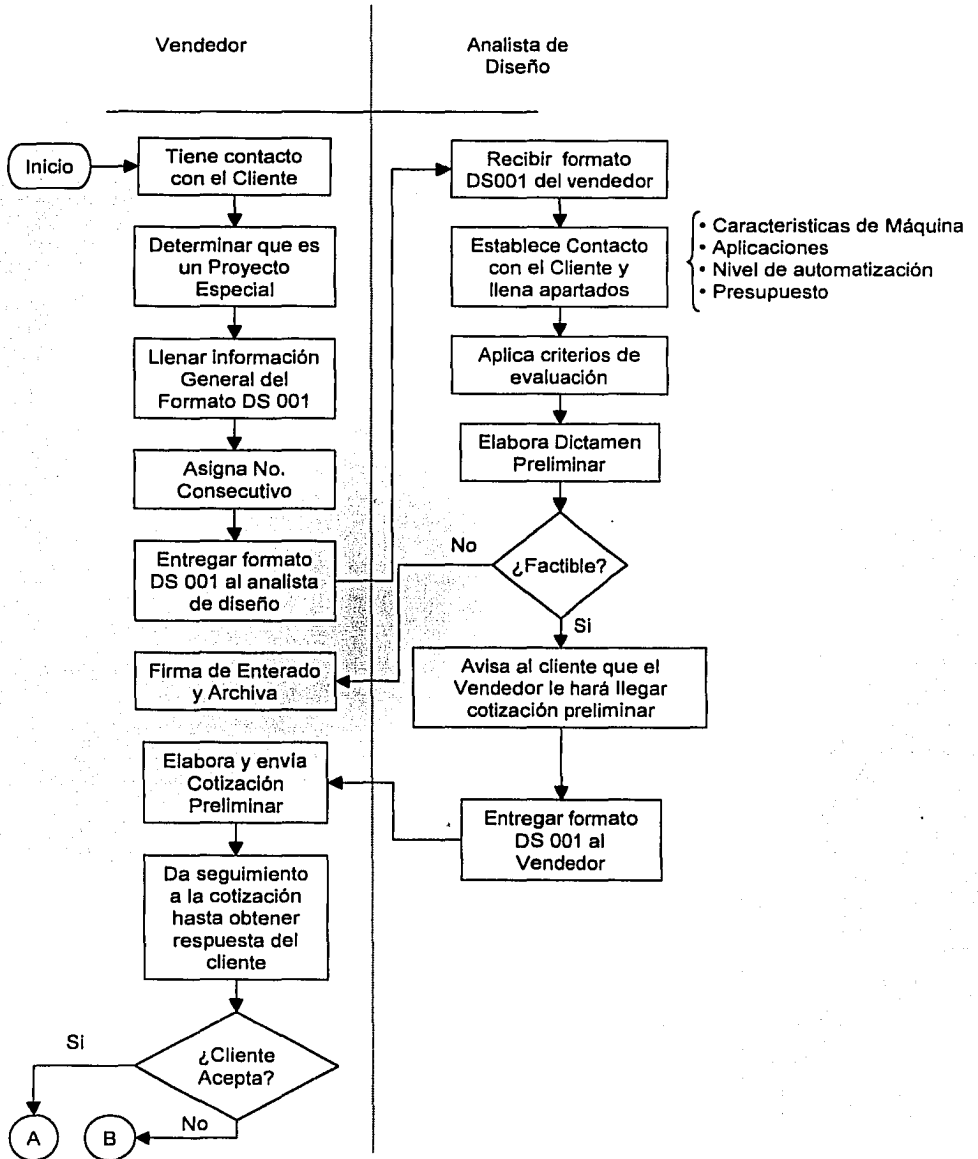 Vendedor
Analista de
Diseño
Inicio
Tiene contacto
con el Cliente
Determinar que es
un Proyecto
Especial
Llenar información
General del
Formato DS 001
Asigna No.
Consecutivo
Entregar formato
DS 001 al analista
de diseño
Recibir formato
DS001 del vendedor
Establece Contacto
con el Cliente y
llena apartados
• Caracteristicas de Máquina
• Aplicaciones
• Nivel de automatización
• Presupuesto
Aplica criterios de
evaluación
Elabora Dictamen
Preliminar
¿Factible?
No
Si
Firma de Enterado
y Archiva
Avisa al cliente que el
Vendedor le hará llegar
cotización preliminar
Entregar formato
DS 001 al
Vendedor
Elabora y envía
Cotización
Preliminar
Da seguimiento
a la cotización
hasta obtener
respuesta del
cliente
¿Cliente
Acepta?
Si
No
A
B